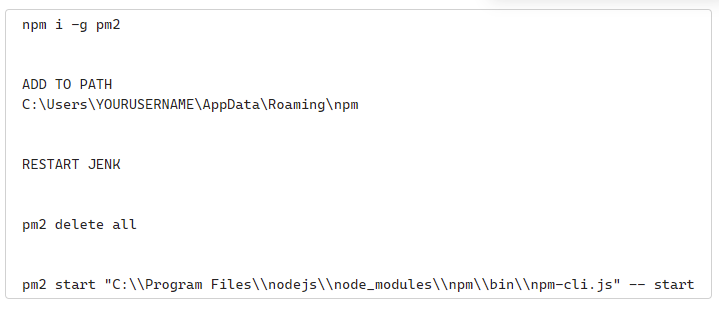 npm i -g pm2
ADD TO PATH
C:\Users\YOURUSERNAME\AppData\Roaming\npm
RESTART JENK
pm2 delete all
pm2 start "C:\\Program Files\\nodejs\\node_modules\\npm\\bin\\npm-cli.js" -- start